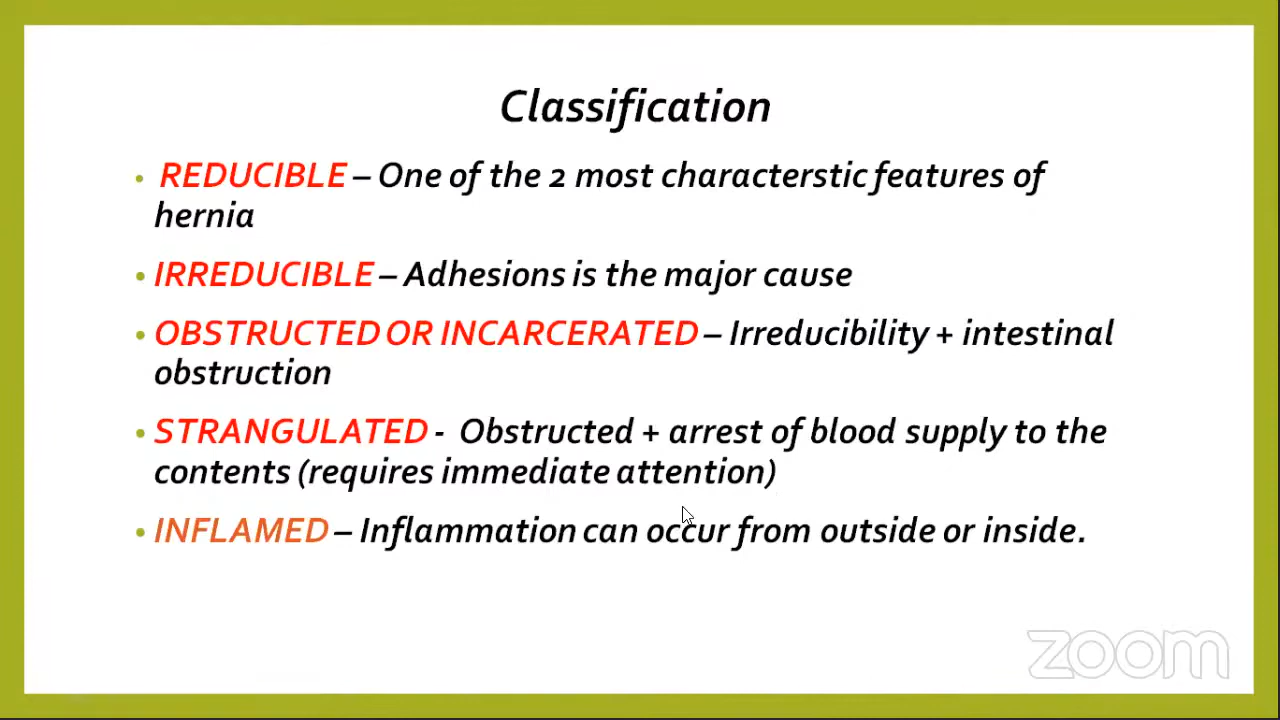 Classification
• REDUCIBLE – One of the 2 most characterstic features of
hernia
• IRREDUCIBLE – Adhesions is the major cause
• OBSTRUCTED OR INCARCERATED – Irreducibility + intestinal
obstruction
• STRANGULATED - Obstructed + arrest of blood supply to the
contents (requires immediate attention)
• INFLAMED – Inflammation can occur from outside or inside.
zoom